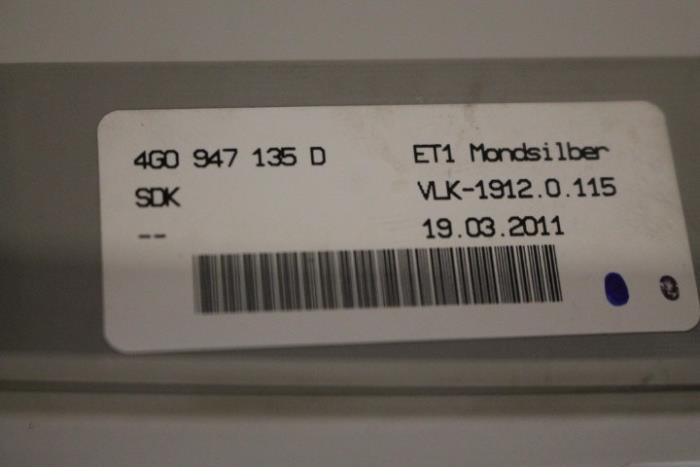 4G0 947 135 D
SDK
--
ET1 Mondsilber
VLK-1912.0.115
19.03.2011